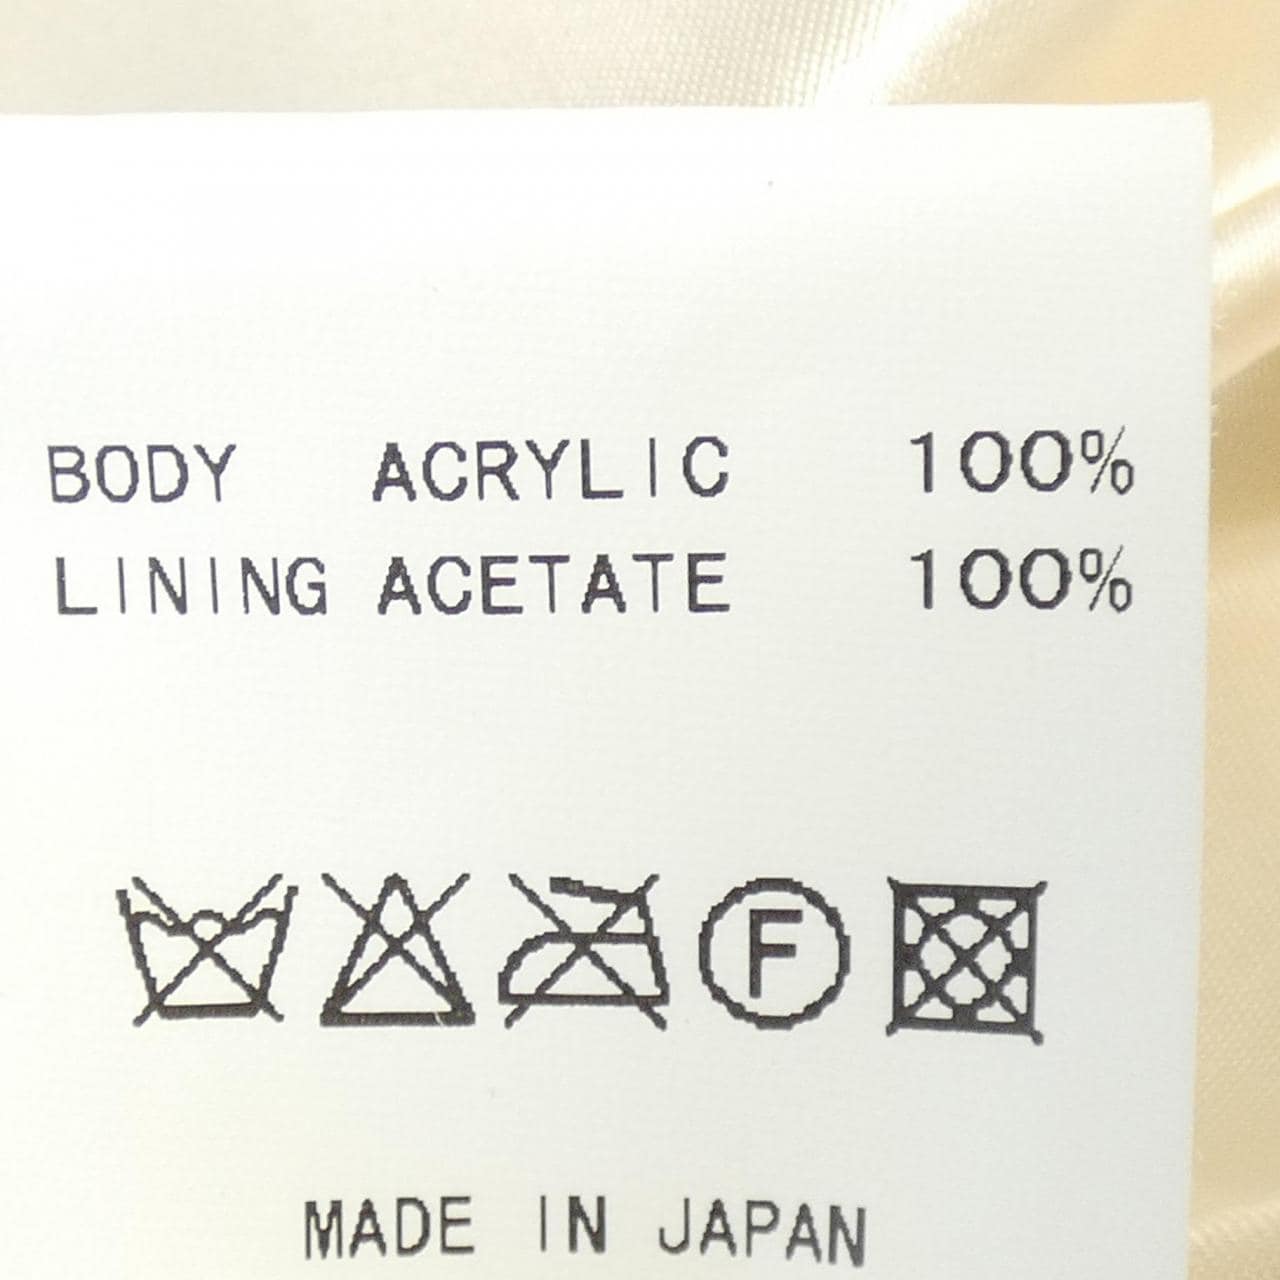 BODY ACRYLIC 100%
LINING ACETATE 100%
F
MADE IN JAPAN